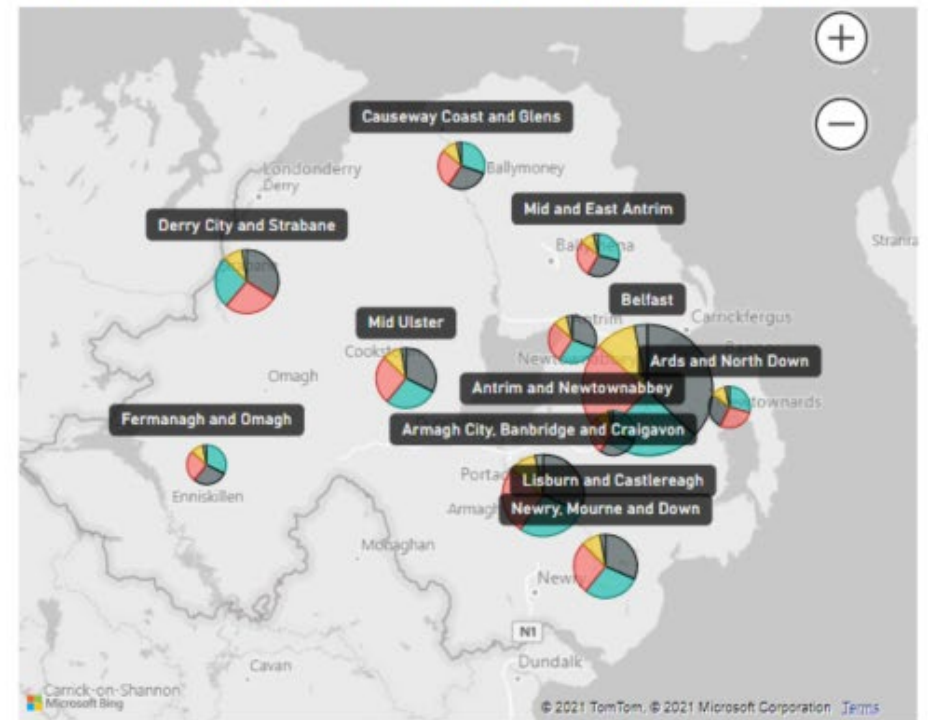 +
Causeway Coast and Glens
−
Londonderry
Ballymoney
Derry
Mid and East Antrim
Derry City and Strabane
Stranra
Belfast
Mid Ulster
Carrickfergus
Ards and North Down
Omagh
Antrim and Newtownabbey
Fermanagh and Omagh
Armagh City, Banbridge and Craigavon
Lisburn and Castlereagh
Enniskillen
Newry, Mourne and Down
Armagh
Monaghan
N1
Dundalk
Cavan
Carrick-on-Shannon
Microsoft Bing
© 2021 TomTom, © 2021 Microsoft Corporation Terms